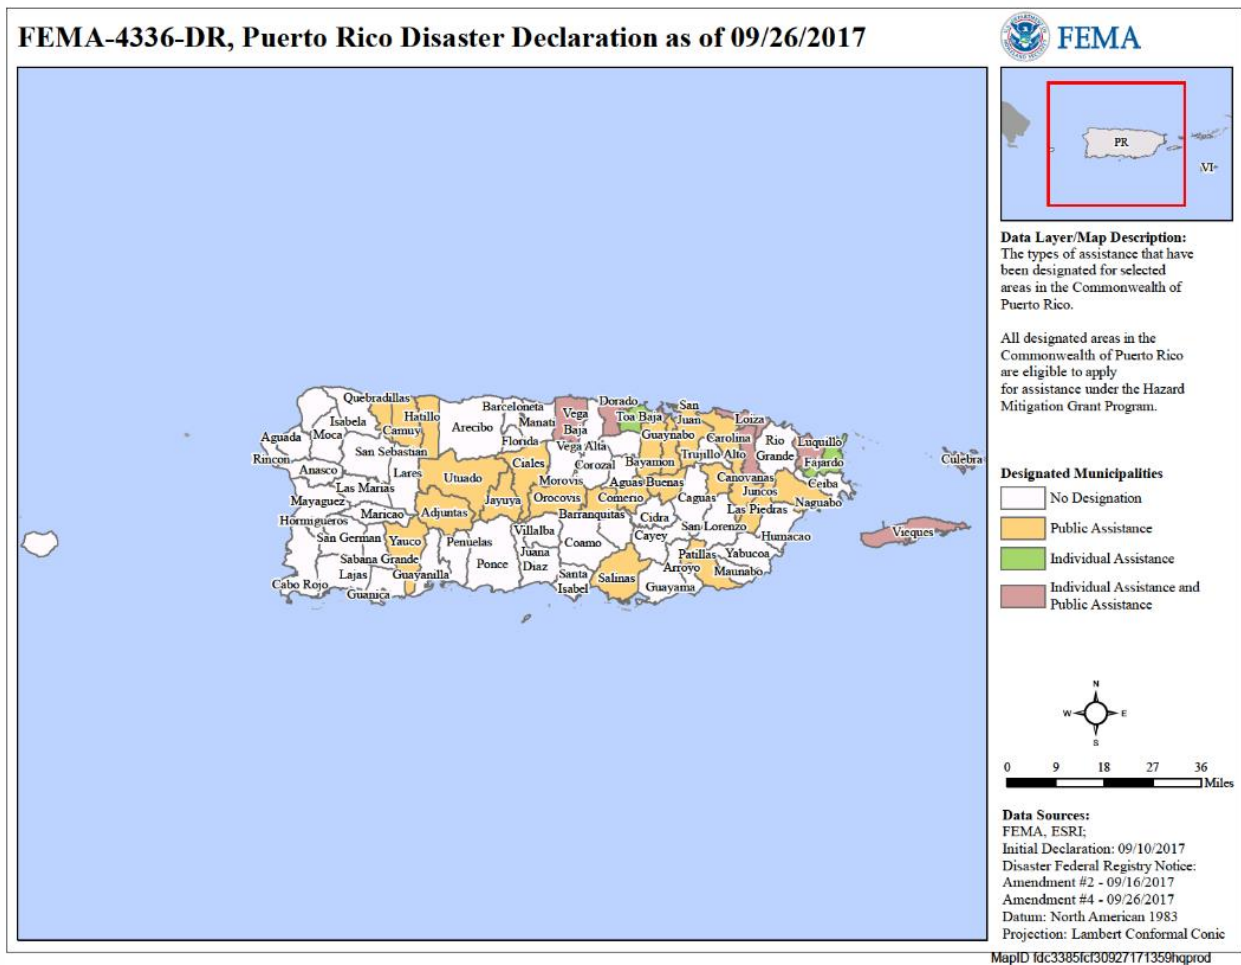 FEMA-4336-DR, Puerto Rico Disaster Declaration as of 09/26/2017
FEMA
PR
VI
Data Layer/Map Description:
The types of assistance that have
been designated for selected
areas in the Commonwealth of
Puerto Rico.
All designated areas in the
Commonwealth of Puerto Rico
are eligible to apply
for assistance under the Hazard
Mitigation Grant Program.
Designated Municipalities
No Designation
Public Assistance
Individual Assistance
Individual Assistance and
Public Assistance
N
W E
S
0 9 18 27 36
Miles
Data Sources:
FEMA, ESRI;
Initial Declaration: 09/10/2017
Disaster Federal Registry Notice:
Amendment #2 - 09/16/2017
Amendment #4 - 09/26/2017
Datum: North American 1983
Projection: Lambert Conformal Conic
MapID fdc3385fcf30927171359hqprod
Quebradillas
Isabela
Hatillo
Camuy
Barceloneta
Arecibo
Manati
Florida
Vega
Baja
Dorado
Toa Baja
San
Juan
Loiza
Aguada
Moca
Rincon
San Sebastian
Anasco
Lares
Utuado
Ciales
Vega Alta
Corozal
Morovis
Guaynabo
Bayamon
Carolina
Trujillo Alto
Rio
Grande
Luquillo
Fajardo
Ceiba
Culebra
Las Marias
Mayaguez
Maricao
Hormigueros
San German
Adjuntas
Jayuya
Orocovis
Comerio
Aguas Buenas
Barranquitas
Caguas
Canovanas
Juncos
Naguabo
Las Piedras
San Lorenzo
Humacao
Vieques
Yauco
Sabana Grande
Lajas
Cabo Rojo
Guanica
Guayanilla
Penuelas
Ponce
Villalba
Juana
Diaz
Coamo
Cidra
Cayey
Santa
Isabel
Salinas
Guayama
Arroyo
Patillas
Yabucoa
Maunabo